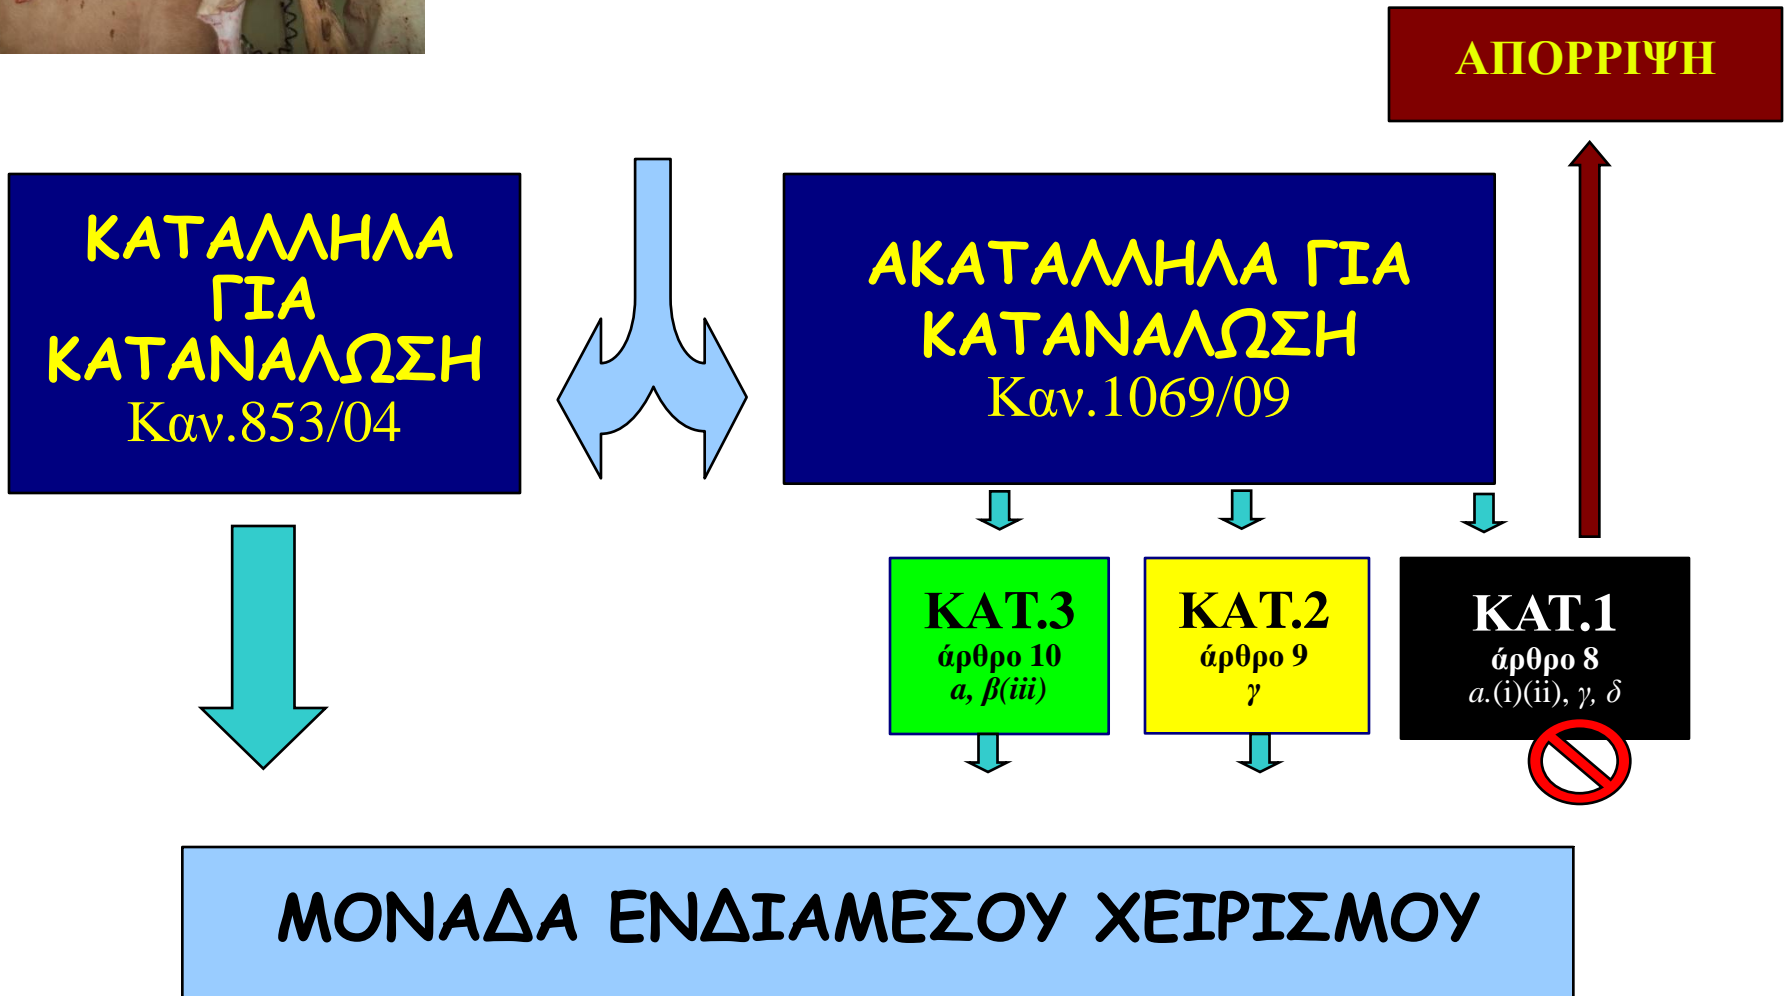 ΑΠΟΡΡΙΨΗ
ΚΑΤΑΛΛΗΛΑ
ΓΙΑ
ΚΑΤΑΝΑΛΩΣΗ
Καν.853/04
ΑΚΑΤΑΛΛΗΛΑ ΓΙΑ
ΚΑΤΑΝΑΛΩΣΗ
Καν.1069/09
ΚΑΤ.3
άρθρο 10
α, β(iii)
ΚΑΤ.2
άρθρο 9
γ
ΚΑΤ.1
άρθρο 8
α.(i)(ii), γ, δ
ΜΟΝΑΔΑ ΕΝΔΙΑΜΕΣΟΥ ΧΕΙΡΙΣΜΟΥ